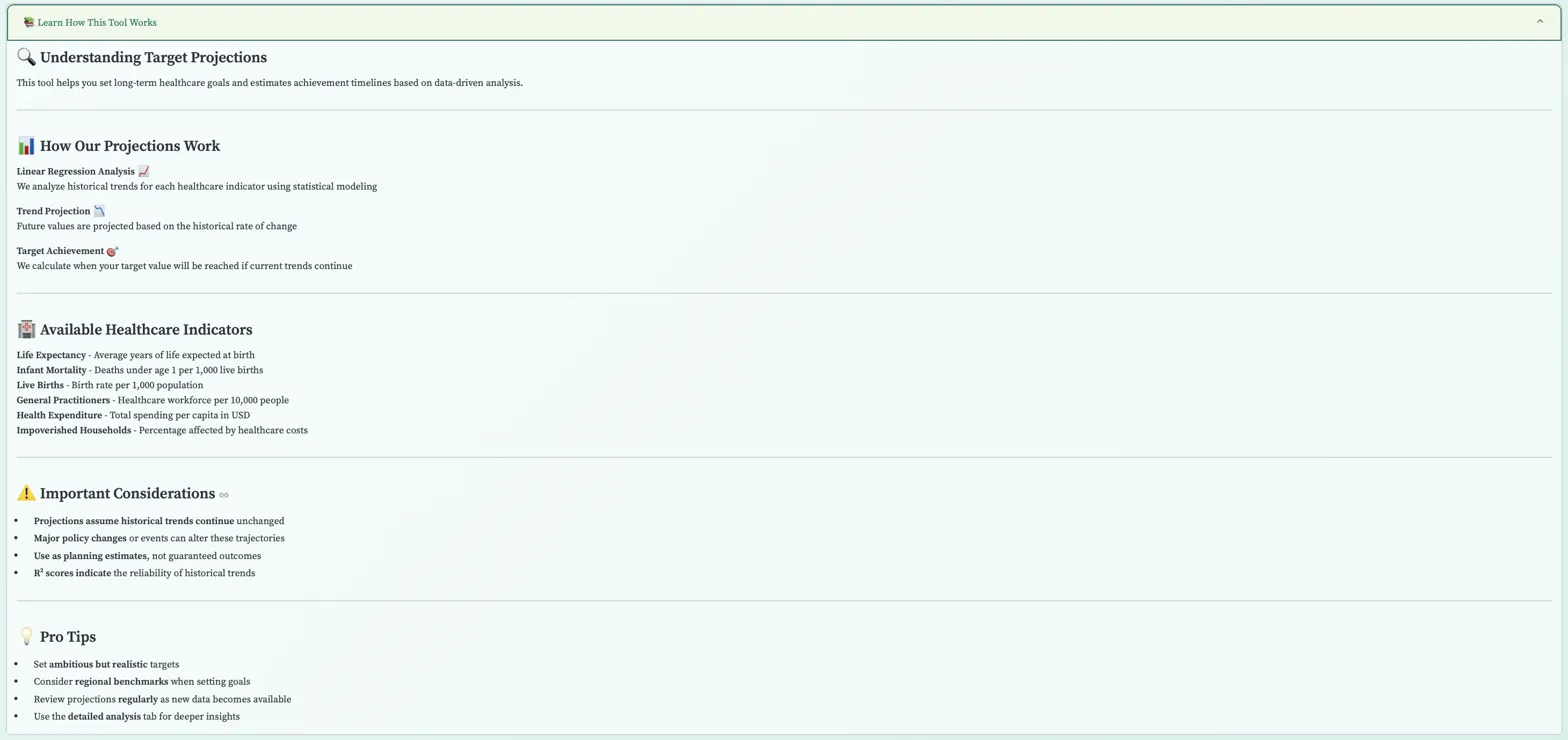 📚 Learn How This Tool Works
🔍 Understanding Target Projections
This tool helps you set long-term healthcare goals and estimates achievement timelines based on data-driven analysis.
📊 How Our Projections Work
Linear Regression Analysis 📈
We analyze historical trends for each healthcare indicator using statistical modeling
Trend Projection 📉
Future values are projected based on the historical rate of change
Target Achievement 🎯
We calculate when your target value will be reached if current trends continue
🏥 Available Healthcare Indicators
Life Expectancy - Average years of life expected at birth
Infant Mortality - Deaths under age 1 per 1,000 live births
Live Births - Birth rate per 1,000 population
General Practitioners - Healthcare workforce per 10,000 people
Health Expenditure - Total spending per capita in USD
Impoverished Households - Percentage affected by healthcare costs
⚠️ Important Considerations
• Projections assume historical trends continue unchanged
• Major policy changes or events can alter these trajectories
• Use as planning estimates, not guaranteed outcomes
• R² scores indicate the reliability of historical trends
💡 Pro Tips
• Set ambitious but realistic targets
• Consider regional benchmarks when setting goals
• Review projections regularly as new data becomes available
• Use the detailed analysis tab for deeper insights